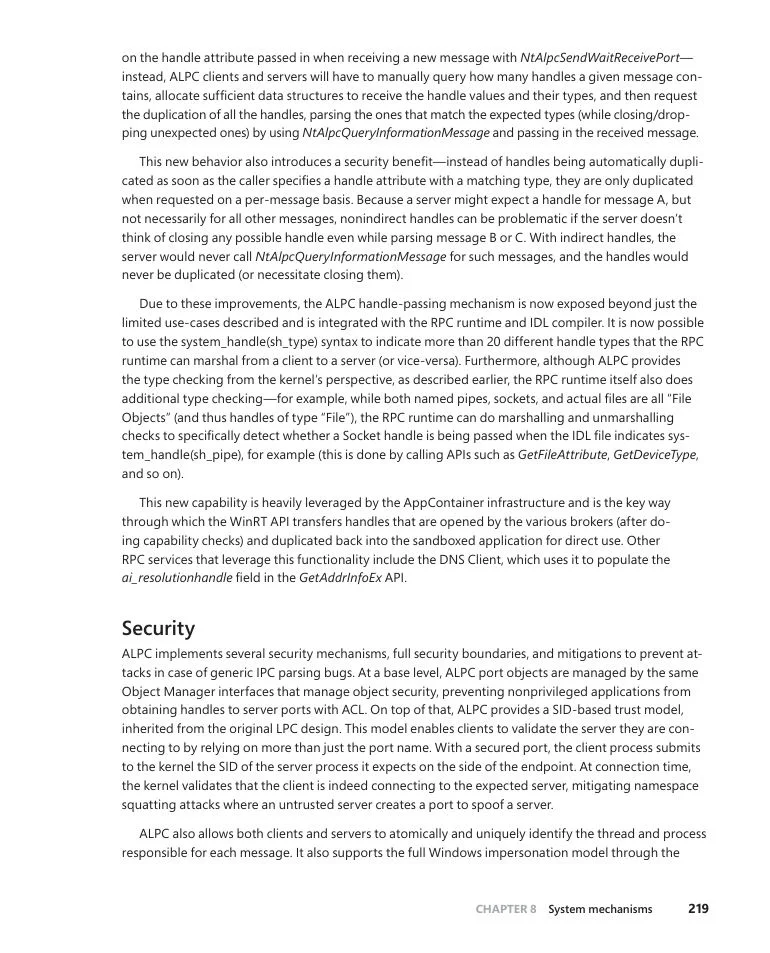 on the handle attribute passed in when receiving a new message with NtAlpcSendWaitReceivePort—
instead, ALPC clients and servers will have to manually query how many handles a given message con-
tains, allocate sufficient data structures to receive the handle values and their types, and then request
the duplication of all the handles, parsing the ones that match the expected types (while closing/drop-
ping unexpected ones) by using NtAlpcQueryInformationMessage and passing in the received message.
This new behavior also introduces a security benefit—instead of handles being automatically dupli-
cated as soon as the caller specifies a handle attribute with a matching type, they are only duplicated
when requested on a per-message basis. Because a server might expect a handle for message A, but
not necessarily for all other messages, nonindirect handles can be problematic if the server doesn't
think of closing any possible handle even while parsing message B or C. With indirect handles, the
server would never call NtAlpcQueryInformationMessage for such messages, and the handles would
never be duplicated (or necessitate closing them).
Due to these improvements, the ALPC handle-passing mechanism is now exposed beyond just the
limited use-cases described and is integrated with the RPC runtime and IDL compiler. It is now possible
to use the system_handle(sh_type) syntax to indicate more than 20 different handle types that the RPC
runtime can marshal from a client to a server (or vice-versa). Furthermore, although ALPC provides
the type checking from the kernel's perspective, as described earlier, the RPC runtime itself also does
additional type checking—for example, while both named pipes, sockets, and actual files are all "File
Objects" (and thus handles of type "File"), the RPC runtime can do marshalling and unmarshalling
checks to specifically detect whether a Socket handle is being passed when the IDL file indicates sys-
tem_handle(sh_pipe), for example (this is done by calling APIs such as GetFileAttribute, GetDeviceType,
and so on).
This new capability is heavily leveraged by the AppContainer infrastructure and is the key way
through which the WinRT API transfers handles that are opened by the various brokers (after do-
ing capability checks) and duplicated back into the sandboxed application for direct use. Other
RPC services that leverage this functionality include the DNS Client, which uses it to populate the
ai_resolutionhandle field in the GetAddrInfoEx API.
Security
ALPC implements several security mechanisms, full security boundaries, and mitigations to prevent at-
tacks in case of generic IPC parsing bugs. At a base level, ALPC port objects are managed by the same
Object Manager interfaces that manage object security, preventing nonprivileged applications from
obtaining handles to server ports with ACL. On top of that, ALPC provides a SID-based trust model,
inherited from the original LPC design. This model enables clients to validate the server they are con-
necting to by relying on more than just the port name. With a secured port, the client process submits
to the kernel the SID of the server process it expects on the side of the endpoint. At connection time,
the kernel validates that the client is indeed connecting to the expected server, mitigating namespace
squatting attacks where an untrusted server creates a port to spoof a server.
ALPC also allows both clients and servers to atomically and uniquely identify the thread and process
responsible for each message. It also supports the full Windows impersonation model through the
CHAPTER 8 System mechanisms 219